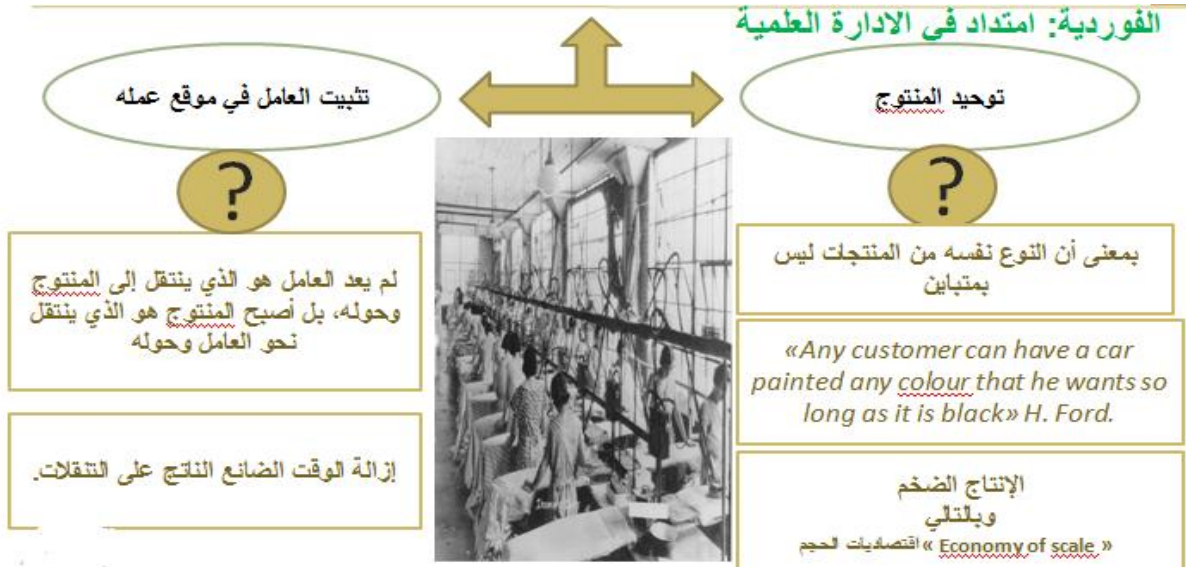 الفوردية: امتداد في الادارة العلمية
توحيد المنتوج
?
بمعنى أن النوع نفسه من المنتجات ليس
بمتباين
«Any customer can have a car
painted any colour that he wants so
long as it is black» H. Ford.
الإنتاج الضخم
وبالتالي
« Economy of scale » اقتصاديات الحجم
تثبيت العامل في موقع عمله
?
لم يعد العامل هو الذي ينتقل إلى المنتوج
وحوله، بل أصبح المنتوج هو الذي ينتقل
نحو العامل وحوله
إزالة الوقت الضائع الناتج على التنقلات.